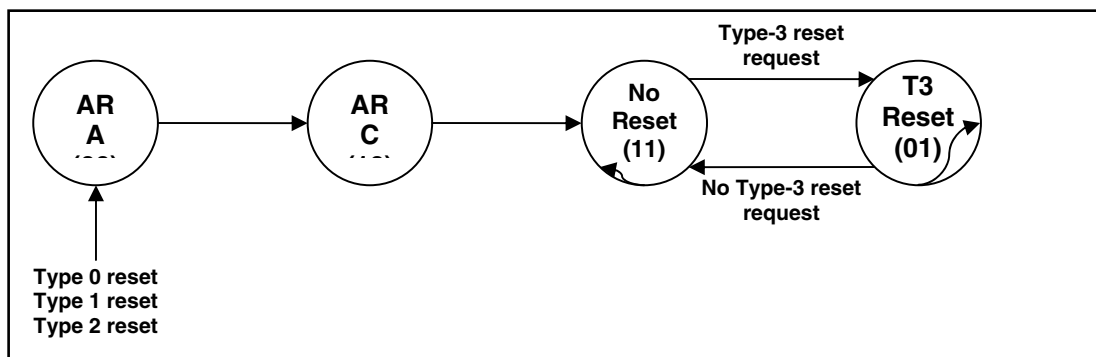 AR
A
AR
C
No
Reset
(11)
Type-3 reset
request
T3
Reset
(01)
No Type-3 reset
request
Type 0 reset
Type 1 reset
Type 2 reset